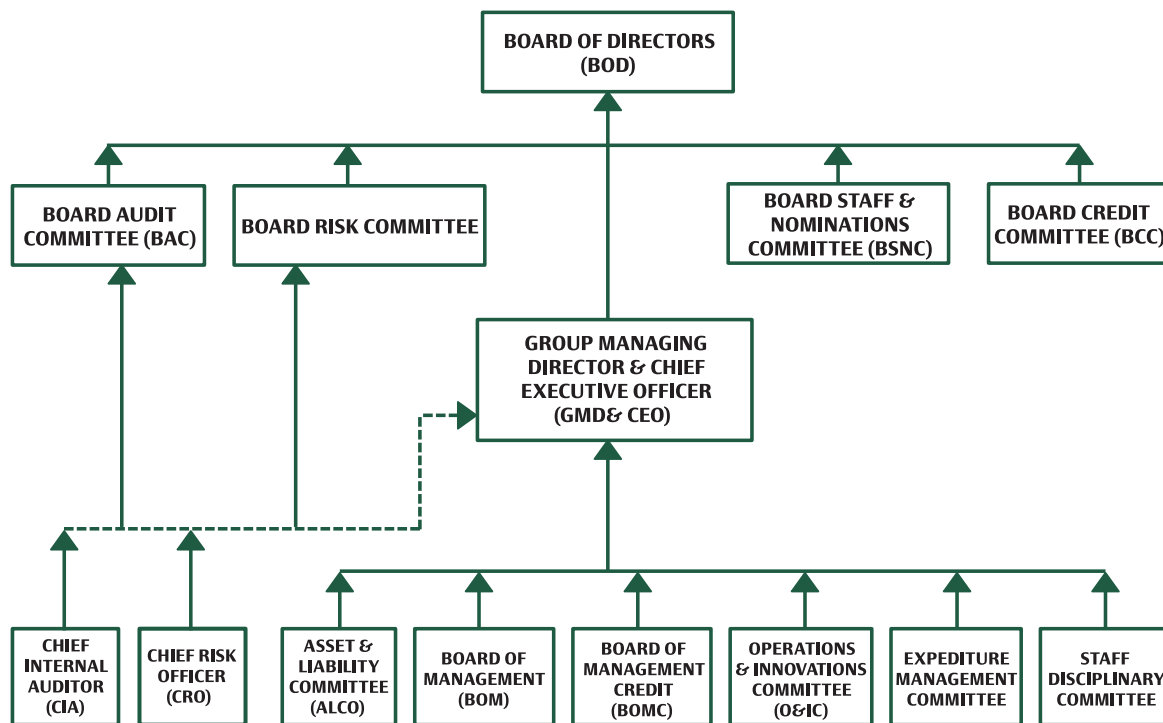 BOARD OF DIRECTORS
(BOD)
BOARD AUDIT
COMMITTEE (BAC)
BOARD RISK COMMITTEE
BOARD STAFF &
NOMINATIONS
COMMITTEE (BSNC)
BOARD CREDIT
COMMITTEE (BCC)
GROUP MANAGING
DIRECTOR & CHIEF
EXECUTIVE OFFICER
(GMD& CEO)
CHIEF
INTERNAL
AUDITOR
(CIA)
CHIEF RISK
OFFICER
(CRO)
ASSET &
LIABILITY
COMMITTEE
(ALCO)
BOARD OF
MANAGEMENT
(BOM)
BOARD OF
MANAGEMENT
CREDIT
(BOMC)
OPERATIONS
& INNOVATIONS
COMMITTEE
(O&IC)
EXPEDITURE
MANAGEMENT
COMMITTEE
STAFF
DISCIPLINARY
COMMITTEE